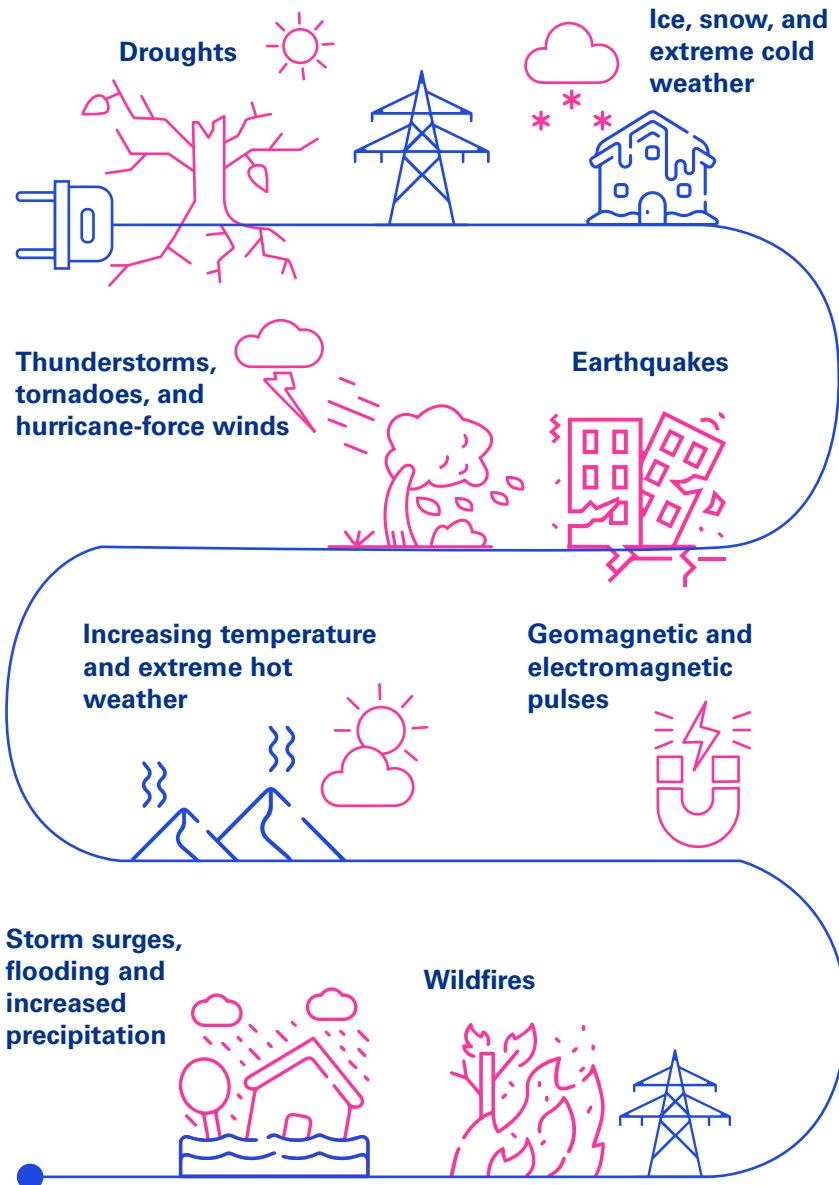 Droughts
Ice, snow, and
extreme cold
weather
Thunderstorms,
tornadoes, and
hurricane-force winds
Earthquakes
Increasing temperature
and extreme hot
weather
Geomagnetic and
electromagnetic
pulses
Storm surges,
flooding and
increased
precipitation
Wildfires